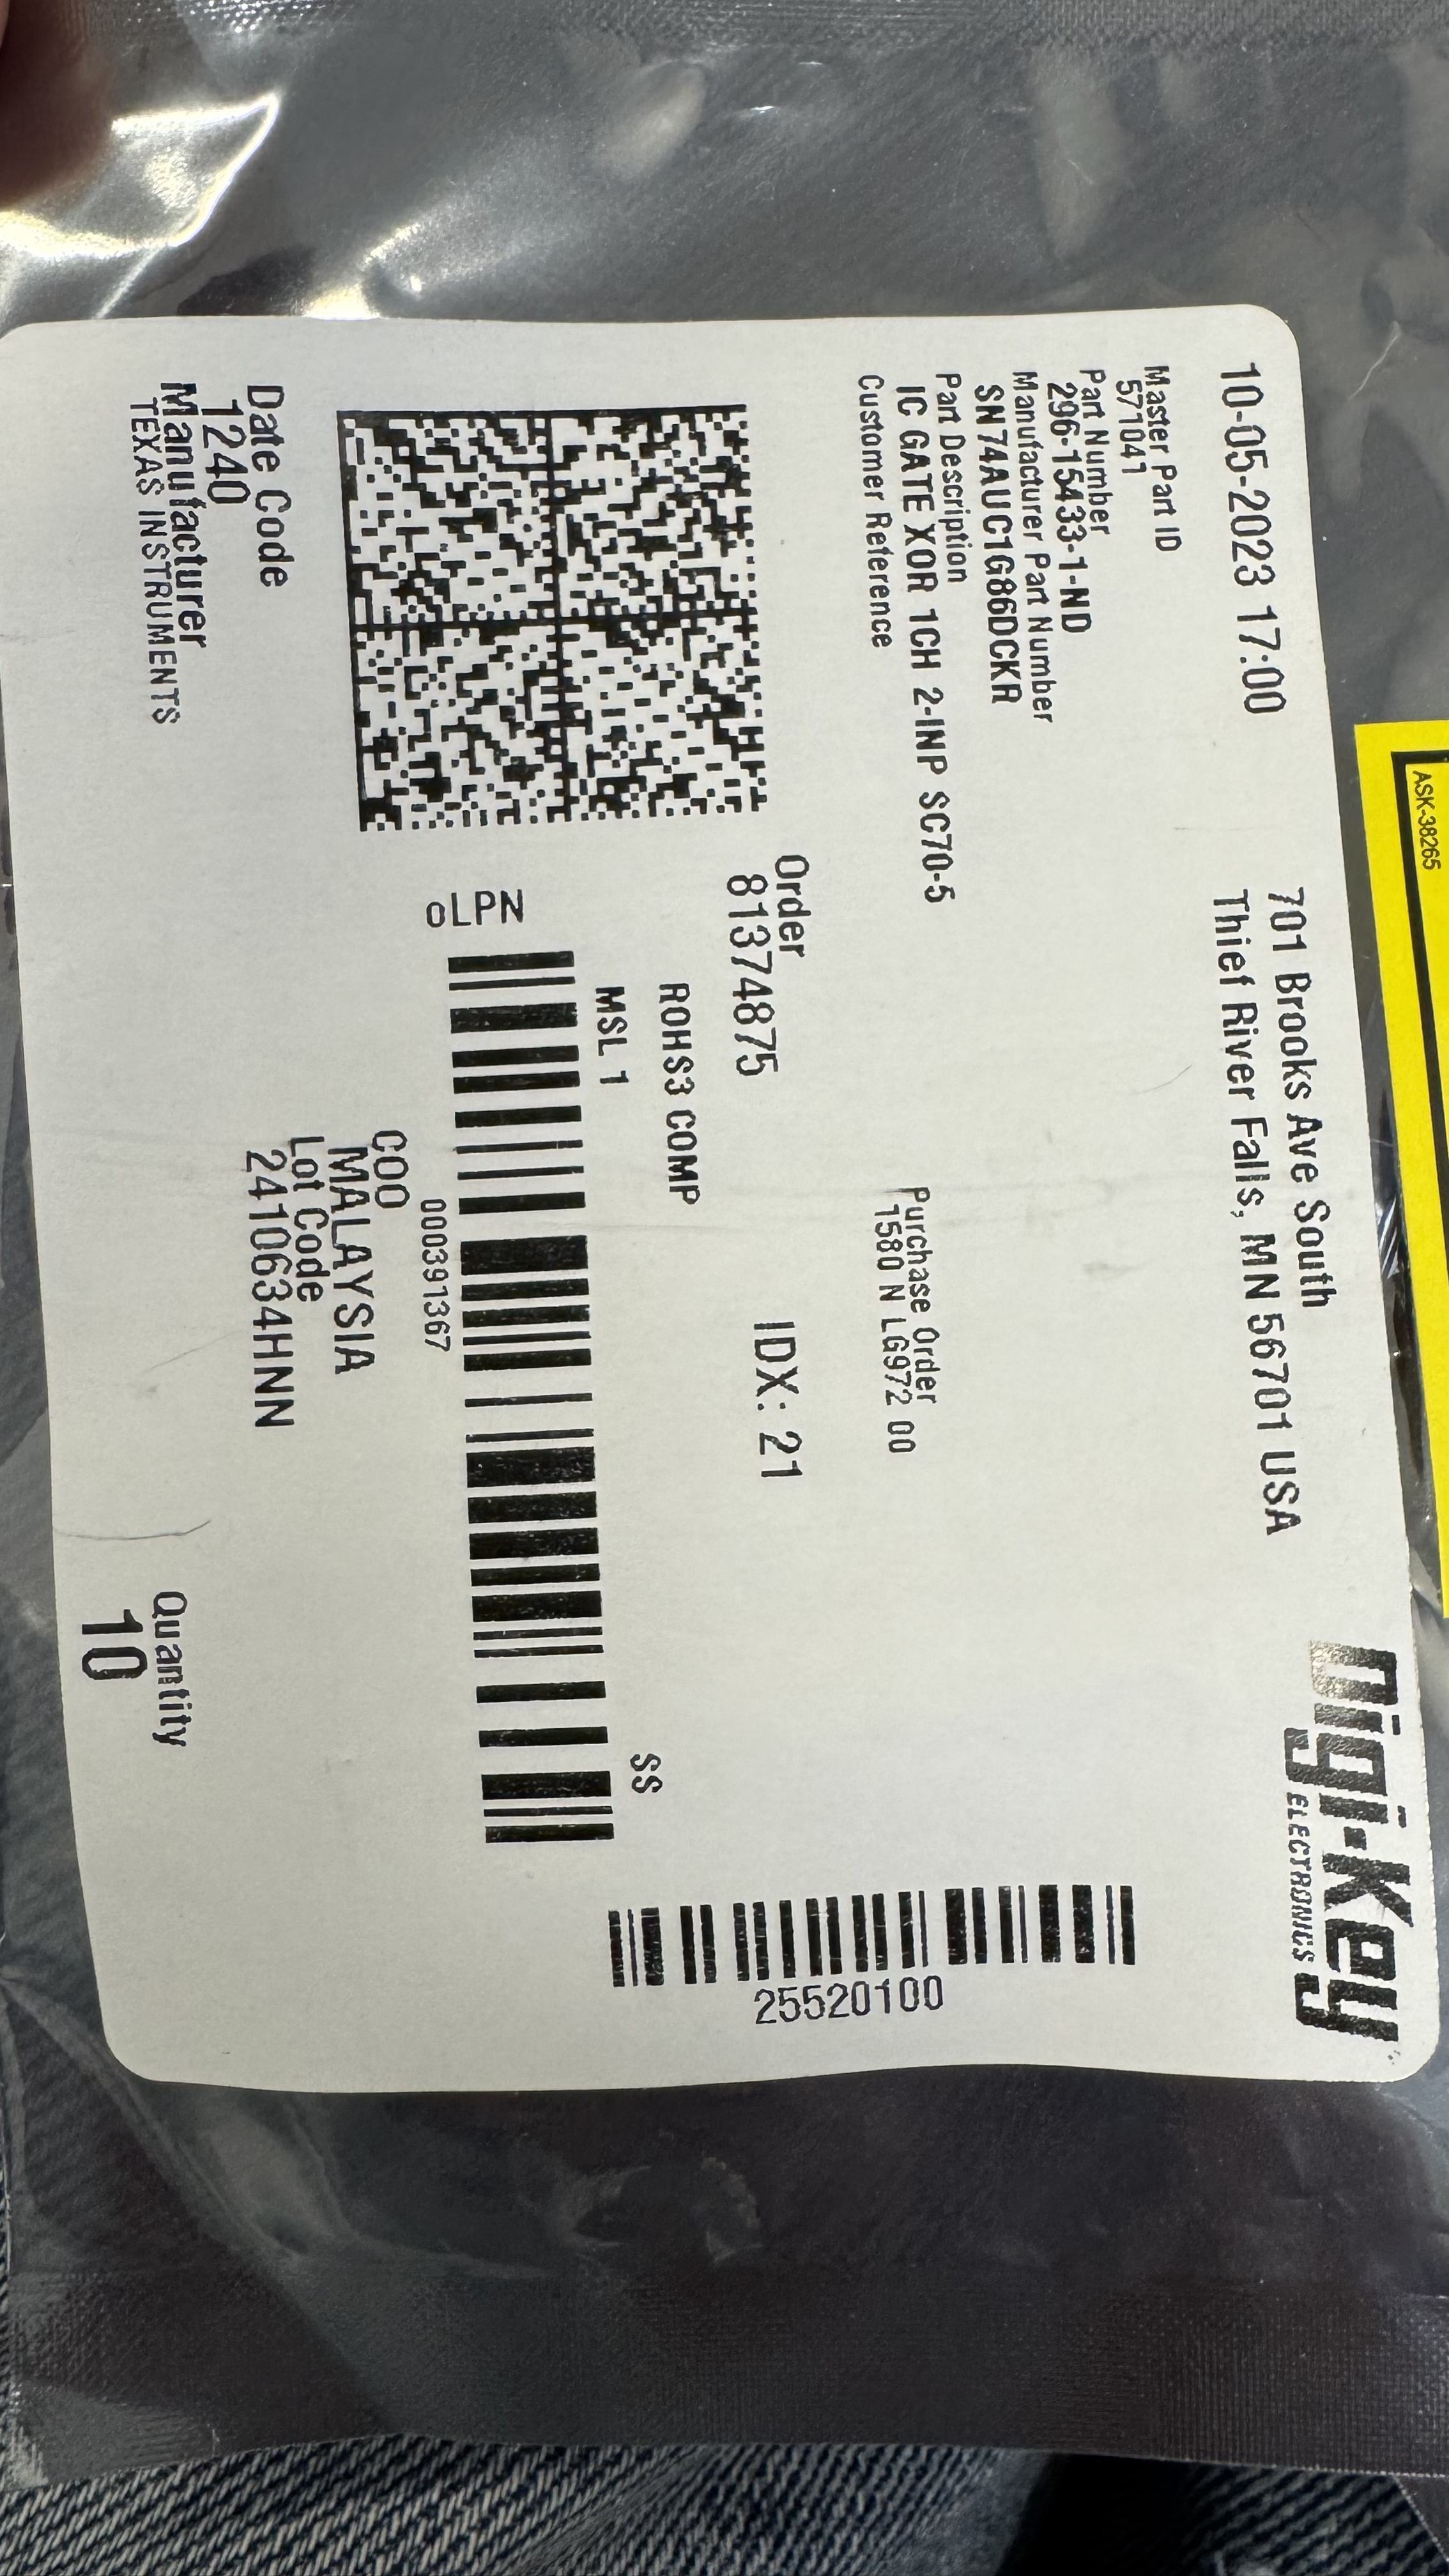 10-05-2023 17:00
701 Brooks Ave South
Thief River Falls, MN 56701 USA
Digi-Key
ELECTRONICS
Master Part ID
571041
Part Number
296-15433-1-ND
Manufacturer Part Number
SN74AUC1G86DCKR
Part Description
IC GATE XOR 1CH 2-INP SC70-5
Customer Reference
Purchase Order
1580 N LG972 00
Order
81374875
IDX: 21
ROHS3 COMP
MSL 1
SS
oLPN
000391367
25520100
COO
MALAYSIA
Lot Code
2410634HNN
Date Code
1240
Manufacturer
TEXAS INSTRUMENTS
Quantity
10
ASK-38265